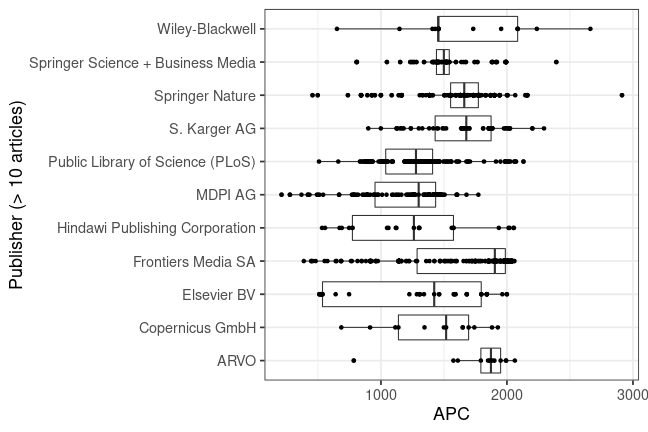 Publisher (> 10 articles)
Wiley-Blackwell
Springer Science + Business Media
Springer Nature
S. Karger AG
Public Library of Science (PLoS)
MDPI AG
Hindawi Publishing Corporation
Frontiers Media SA
Elsevier BV
Copernicus GmbH
ARVO
1000 2000 3000
APC